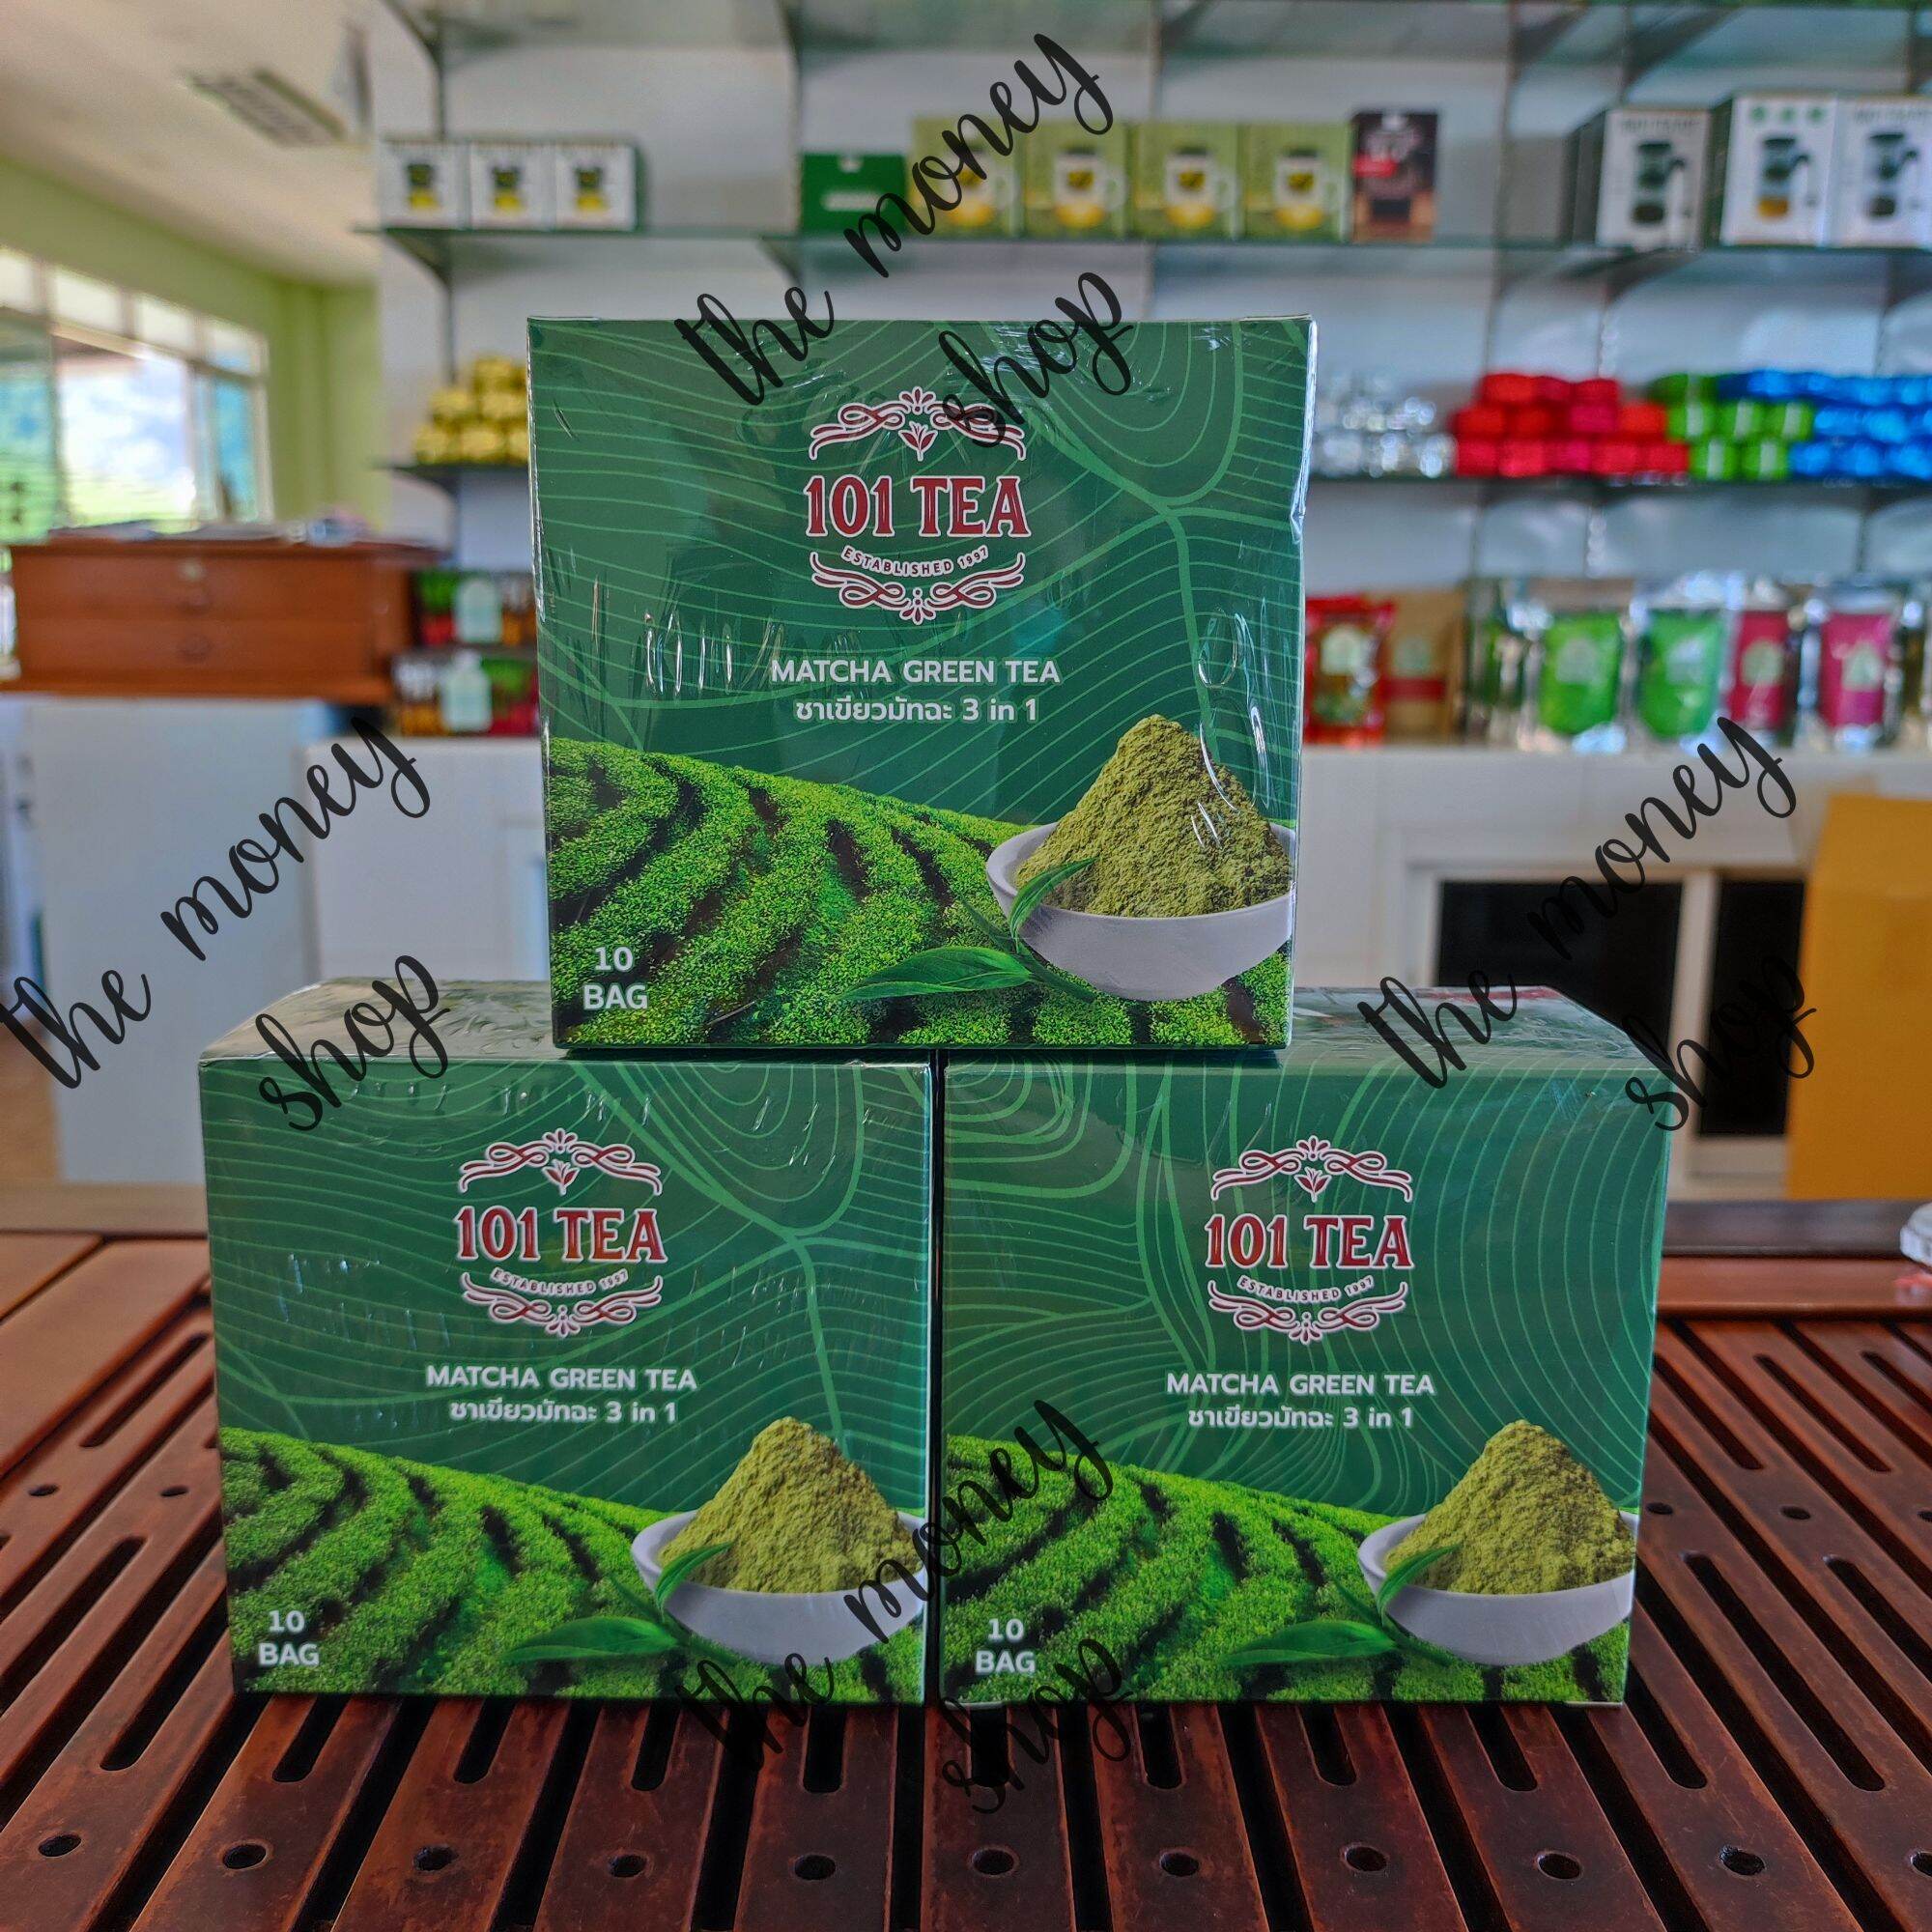 the money
shop
101 TEA
ESTABLISHED 1997
MATCHA GREEN TEA
ชาเขียวมัทฉะ 3 in 1
10
BAG
the money
shop
the money
shop
101 TEA
ESTABLISHED 1997
MATCHA GREEN TEA
ชาเขียวมัทฉะ 3 in 1
10
BAG
101 TEA
ESTABLISHED 1997
MATCHA GREEN TEA
ชาเขียวมัทฉะ 3 in 1
10
BAG
the money
shop